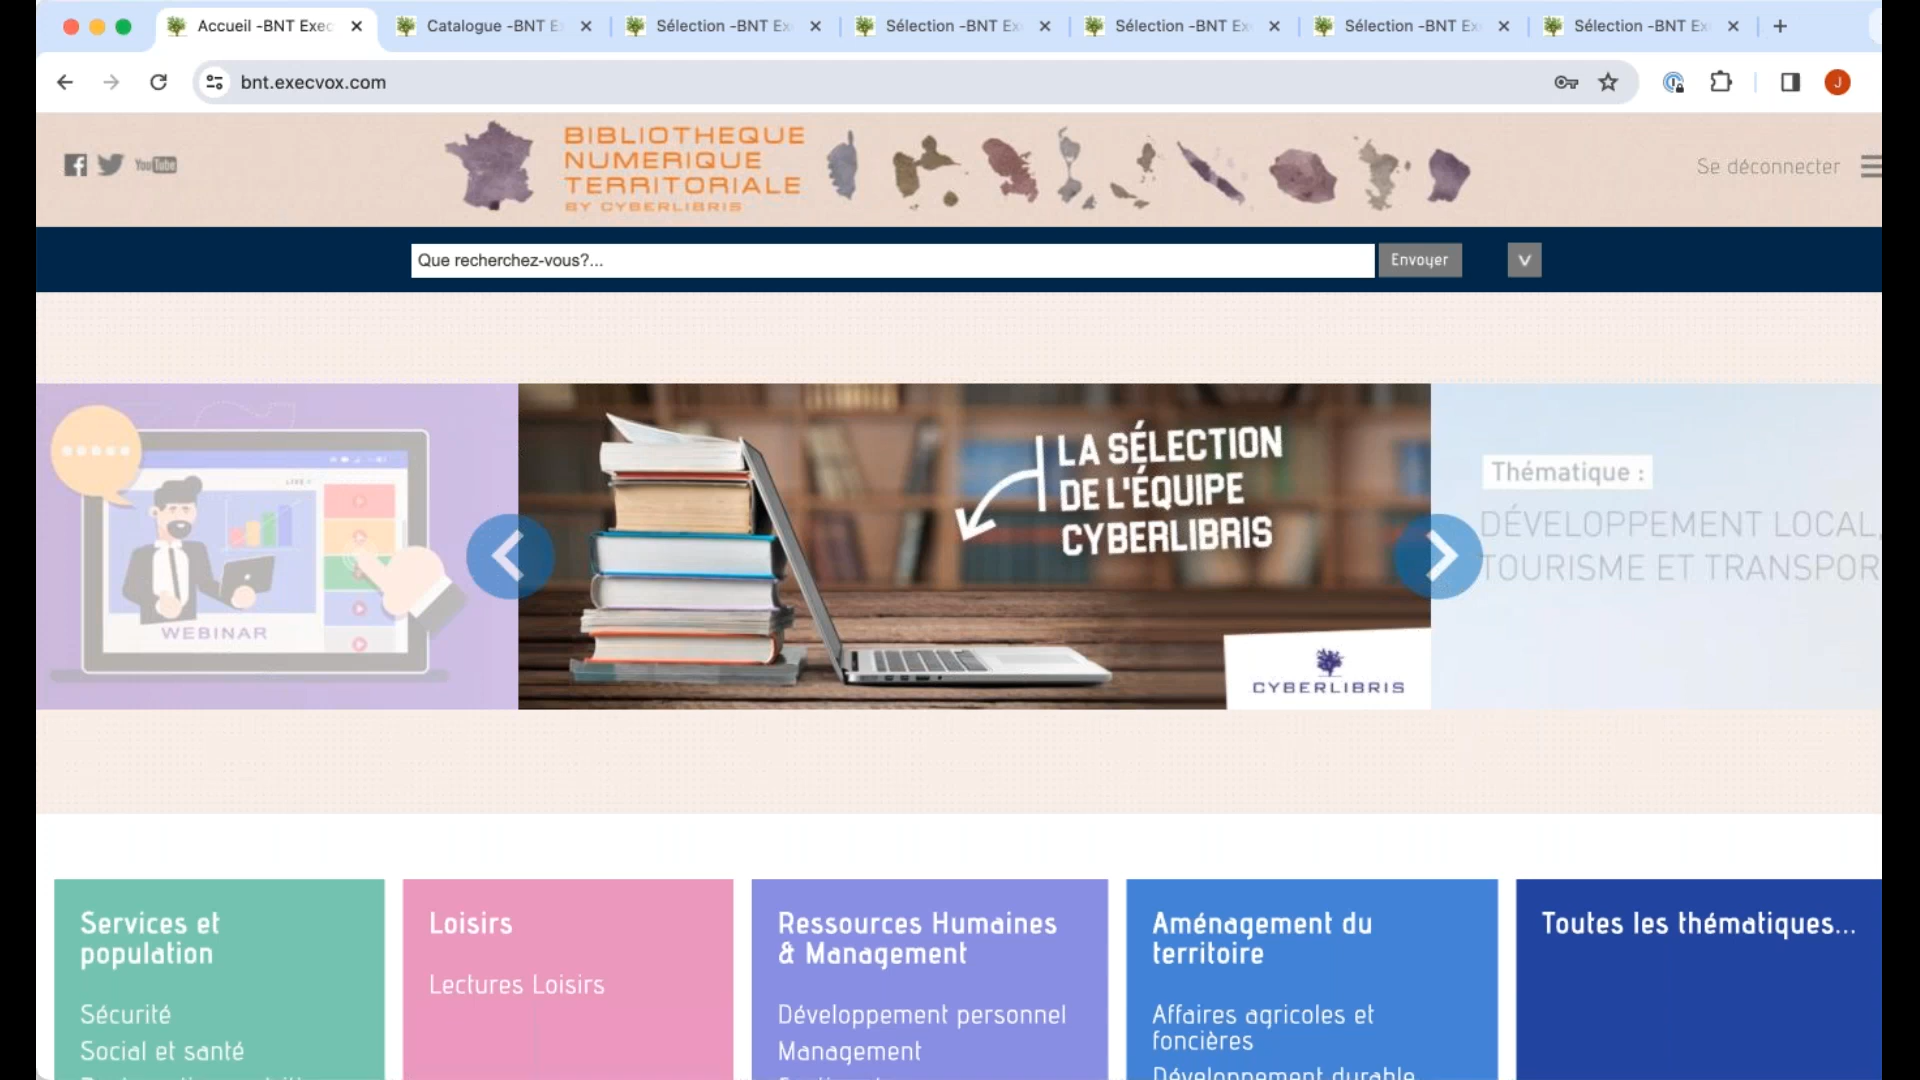 Accueil -BNT Exec
Catalogue -BNT E
Sélection -BNT Ex
Sélection -BNT Ex
Sélection -BNT Ex
Sélection -BNT Ex
Sélection -BNT Ex
bnt.execvox.com
J
You Tube
BIBLIOTHEQUE
NUMERIQUE
TERRITORIALE
BY CYBERLIBRIS
Se déconnecter
Que recherchez-vous?...
Envoyer
V
LIVE
WEBINAR
LA SÉLECTION
DE L'ÉQUIPE
CYBERLIBRIS
CYBERLIBRIS
Thématique :
DÉVELOPPEMENT LOCAL,
TOURISME ET TRANSPOR
Services et
population
Sécurité
Social et santé
Loisirs
Lectures Loisirs
Ressources Humaines
& Management
Développement personnel
Management
Aménagement du
territoire
Affaires agricoles et
foncières
Développement durable
Toutes les thématiques...